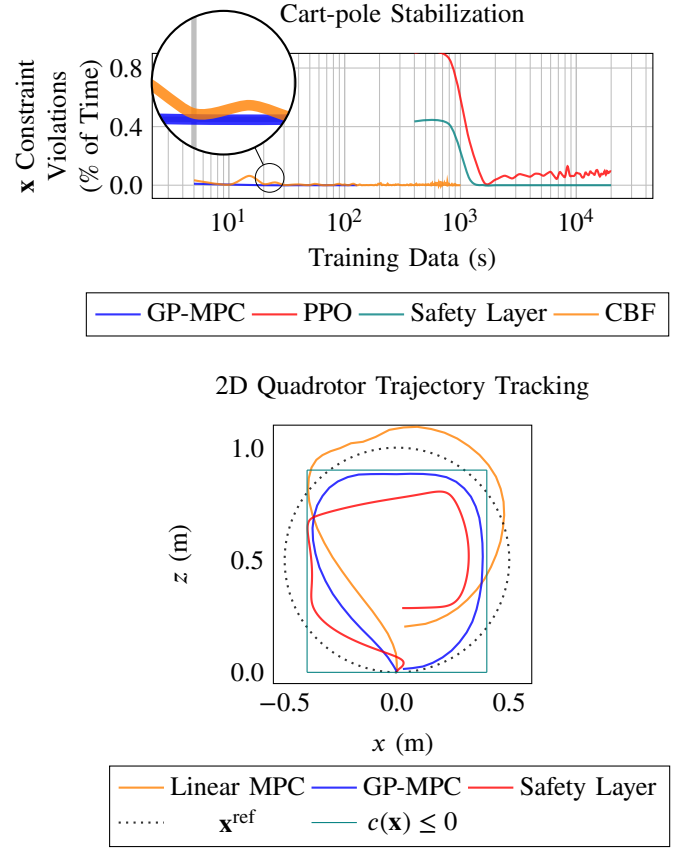 Cart-pole Stabilization
x Constraint
Violations
(% of Time)
0.8
0.4
0.0
10¹
10²
10³
10⁴
Training Data (s)
GP-MPC PPO Safety Layer CBF
2D Quadrotor Trajectory Tracking
z (m)
1.0
0.5
0.0
−0.5 0.0 0.5
x (m)
Linear MPC GP-MPC Safety Layer
x^ref c(x) ≤ 0